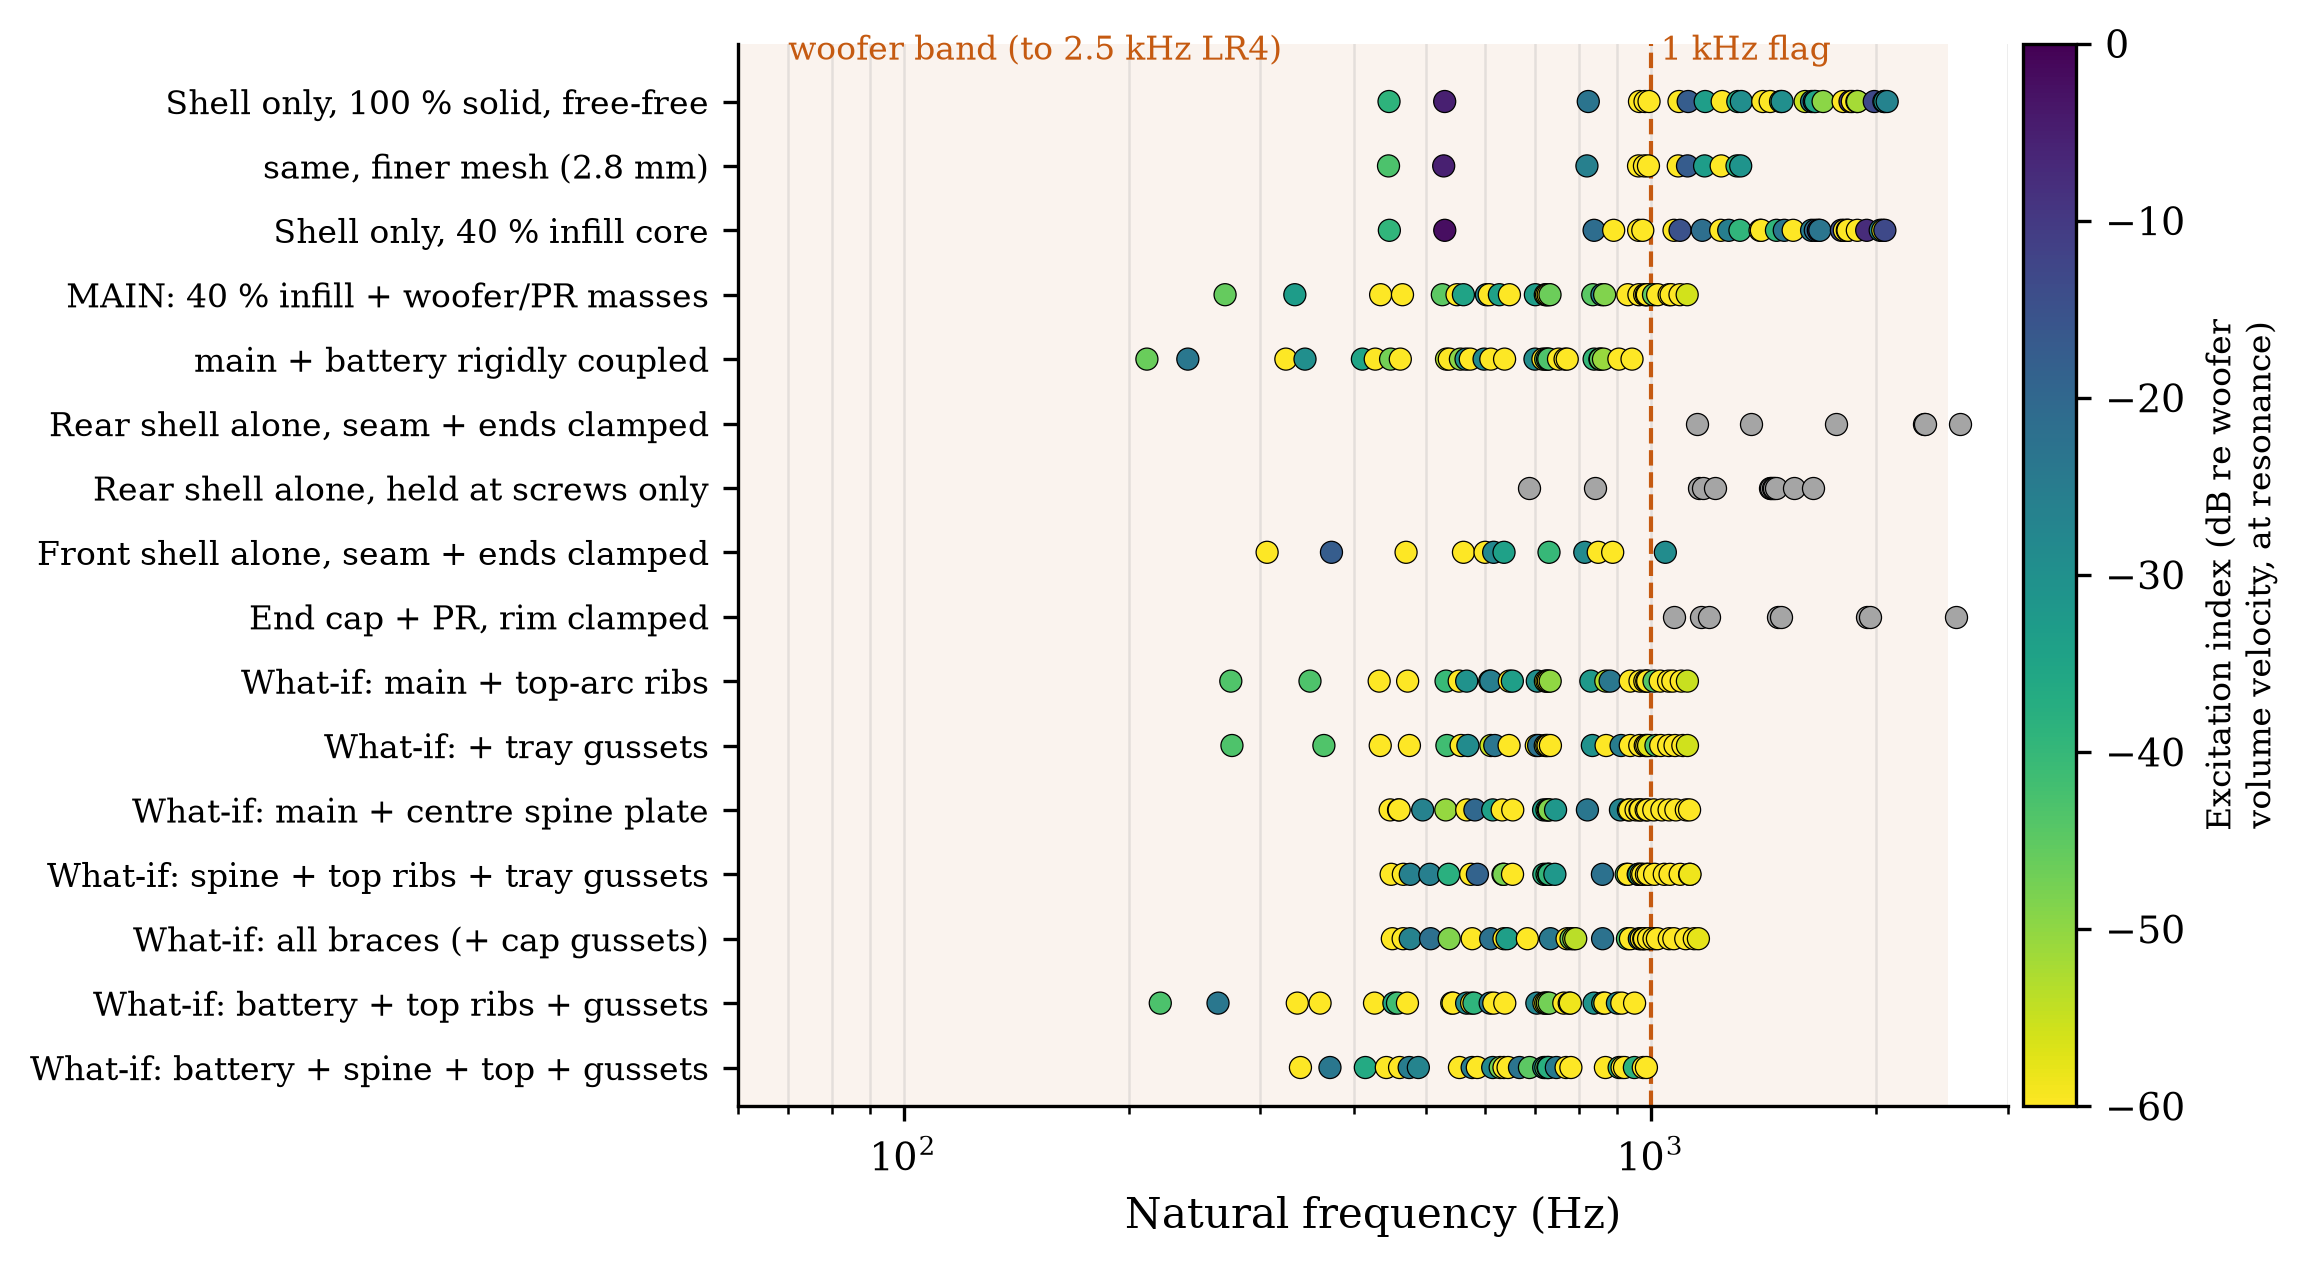 woofer band (to 2.5 kHz LR4)
1 kHz flag
Shell only, 100 % solid, free-free
same, finer mesh (2.8 mm)
Shell only, 40 % infill core
MAIN: 40 % infill + woofer/PR masses
main + battery rigidly coupled
Rear shell alone, seam + ends clamped
Rear shell alone, held at screws only
Front shell alone, seam + ends clamped
End cap + PR, rim clamped
What-if: main + top-arc ribs
What-if: + tray gussets
What-if: main + centre spine plate
What-if: spine + top ribs + tray gussets
What-if: all braces (+ cap gussets)
What-if: battery + top ribs + gussets
What-if: battery + spine + top + gussets
10²
10³
Natural frequency (Hz)
0
−10
−20
−30
−40
−50
−60
Excitation index (dB re woofer
volume velocity, at resonance)